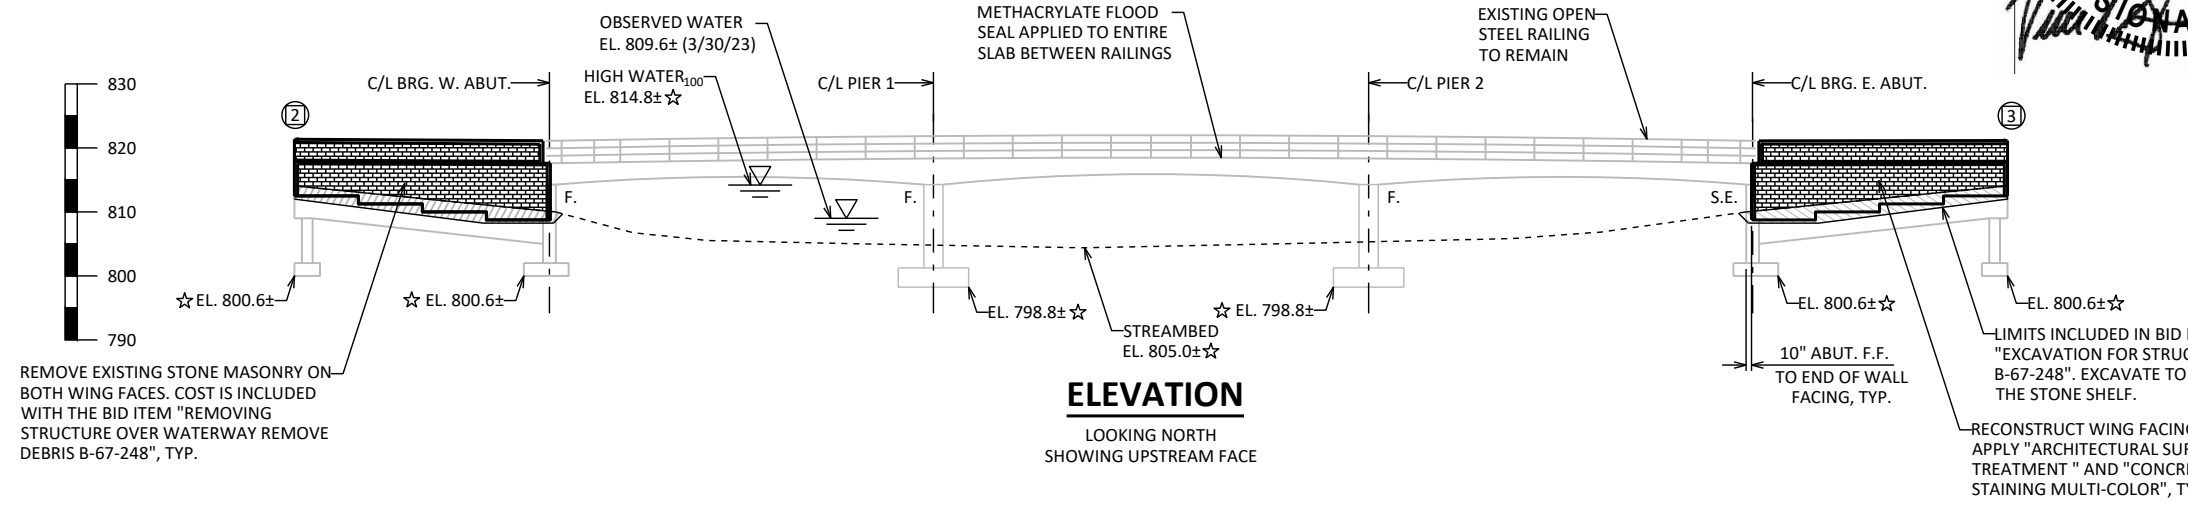 OBSERVED WATER
EL. 809.6± (3/30/23)
METHACRYLATE FLOOD
SEAL APPLIED TO ENTIRE
SLAB BETWEEN RAILINGS
EXISTING OPEN
STEEL RAILING
TO REMAIN
830
820
810
800
790
C/L BRG. W. ABUT.
HIGH WATER100
EL. 814.8±☆
C/L PIER 1
C/L PIER 2
C/L BRG. E. ABUT.
2
3
F.
F.
F.
S.E.
☆ EL. 800.6±
☆ EL. 800.6±
EL. 798.8±☆
☆ EL. 798.8±
EL. 800.6±☆
EL. 800.6±☆
STREAMBED
EL. 805.0±☆
REMOVE EXISTING STONE MASONRY ON
BOTH WING FACES. COST IS INCLUDED
WITH THE BID ITEM "REMOVING
STRUCTURE OVER WATERWAY REMOVE
DEBRIS B-67-248", TYP.
ELEVATION
LOOKING NORTH
SHOWING UPSTREAM FACE
10" ABUT. F.F.
TO END OF WALL
FACING, TYP.
LIMITS INCLUDED IN BID
"EXCAVATION FOR STRUC
B-67-248". EXCAVATE TO
THE STONE SHELF.
RECONSTRUCT WING FACING
APPLY "ARCHITECTURAL SUR
TREATMENT " AND "CONCR
STAINING MULTI-COLOR", TY